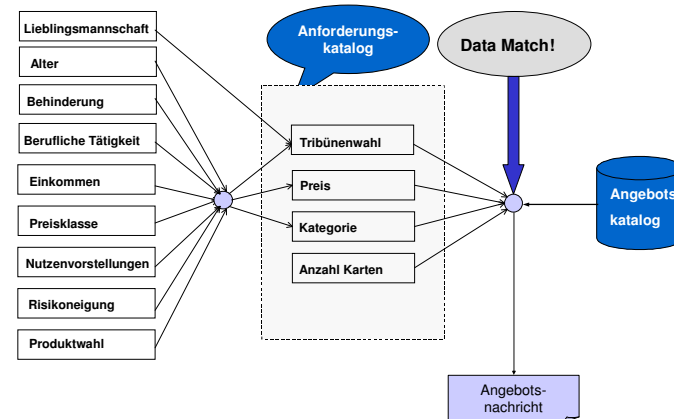 Lieblingsmannschaft
Alter
Behinderung
Berufliche Tätigkeit
Einkommen
Preisklasse
Nutzenvorstellungen
Risikoneigung
Produktwahl
Anforderungs-
katalog
Tribünenwahl
Preis
Kategorie
Anzahl Karten
Data Match!
Angebots
katalog
Angebots-
nachricht